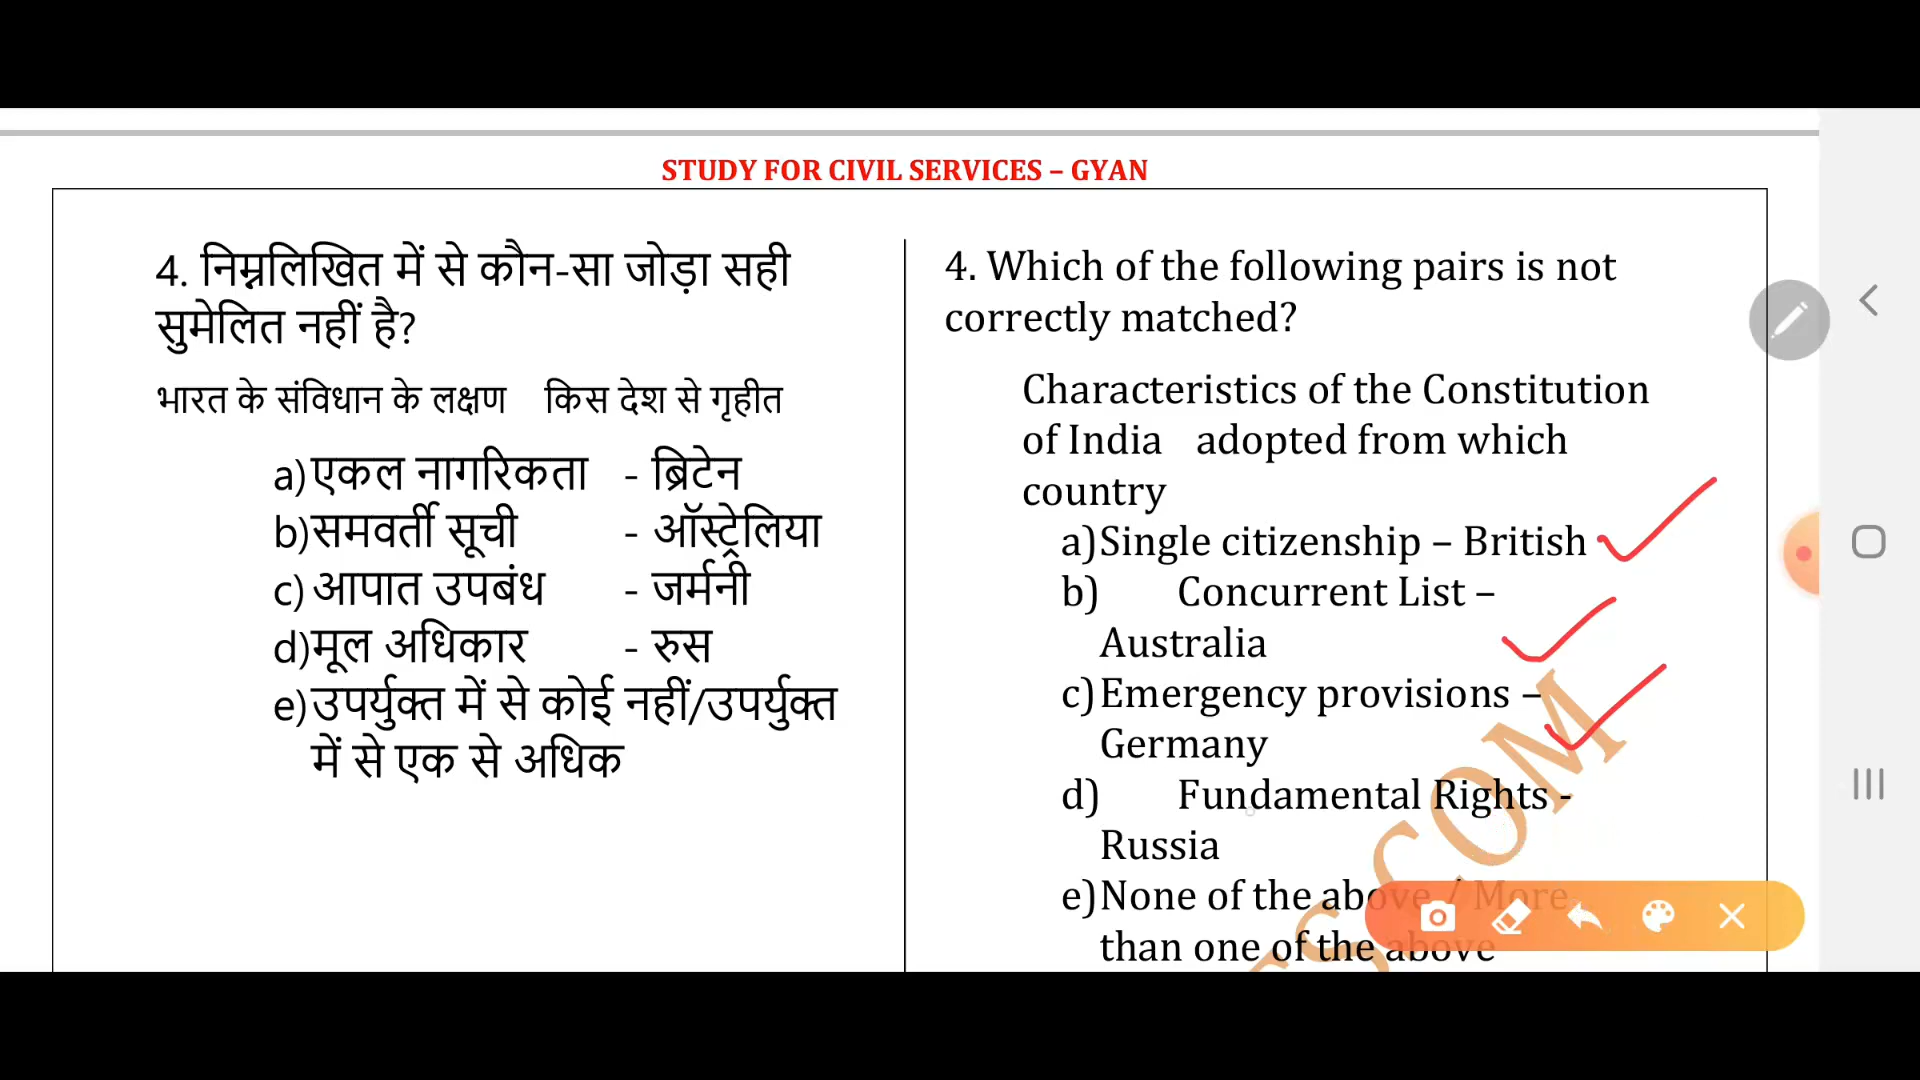 STUDY FOR CIVIL SERVICES – GYAN
4. निम्नलिखित में से कौन-सा जोड़ा सही
सुमेलित नहीं है?
भारत के संविधान के लक्षण किस देश से गृहीत
a) एकल नागरिकता - ब्रिटेन
b) समवर्ती सूची - ऑस्ट्रेलिया
c) आपात उपबंध - जर्मनी
d) मूल अधिकार - रुस
e) उपर्युक्त में से कोई नहीं/उपर्युक्त
में से एक से अधिक
4. Which of the following pairs is not
correctly matched?
Characteristics of the Constitution
of India adopted from which
country
a) Single citizenship – British
b) Concurrent List –
Australia
c) Emergency provisions –
Germany
d) Fundamental Rights -
Russia
e) None of the above / More
than one of the above
S.COM